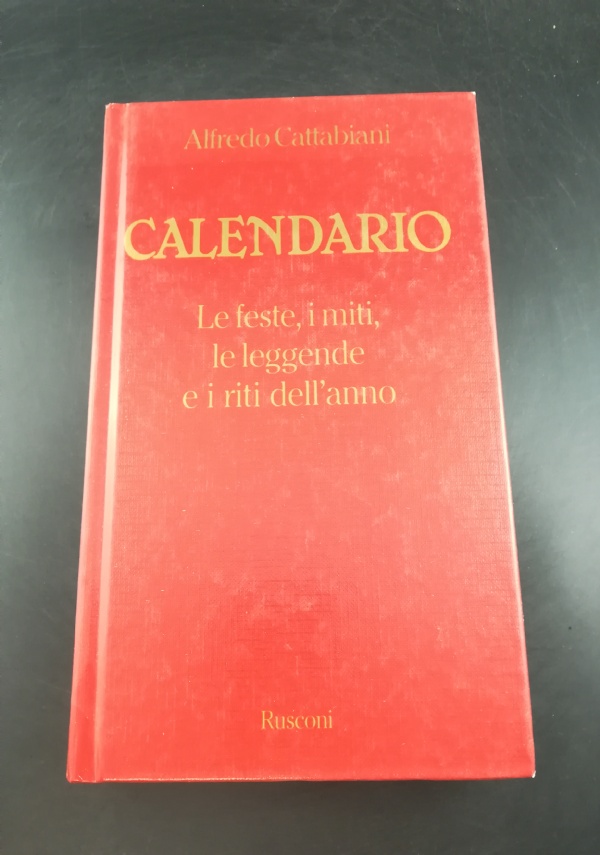 Alfredo Cattabiani
CALENDARIO
Le feste, i miti,
le leggende
e i riti dell'anno
Rusconi